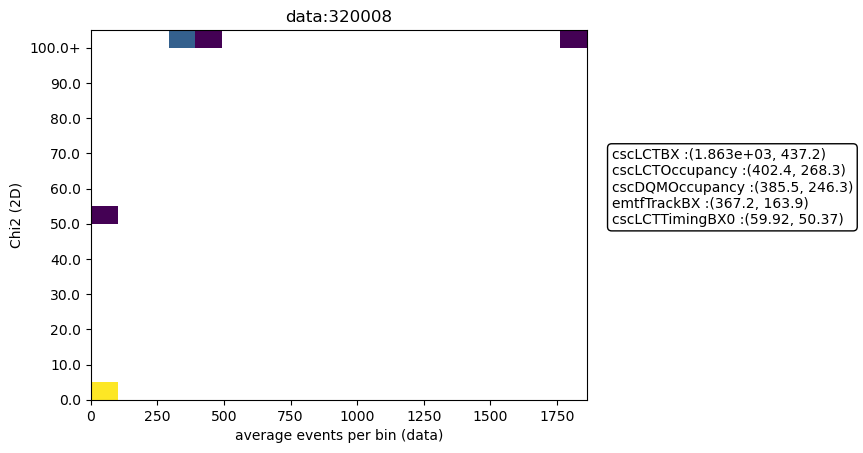 data:320008
Chi2 (2D)
100.0+
90.0
80.0
70.0
60.0
50.0
40.0
30.0
20.0
10.0
0.0
0 250 500 750 1000 1250 1500 1750
average events per bin (data)
cscLCTBX :(1.863e+03, 437.2)
cscLCTOccupancy :(402.4, 268.3)
cscDQMOccupancy :(385.5, 246.3)
emtfTrackBX :(367.2, 163.9)
cscLCTTimingBX0 :(59.92, 50.37)